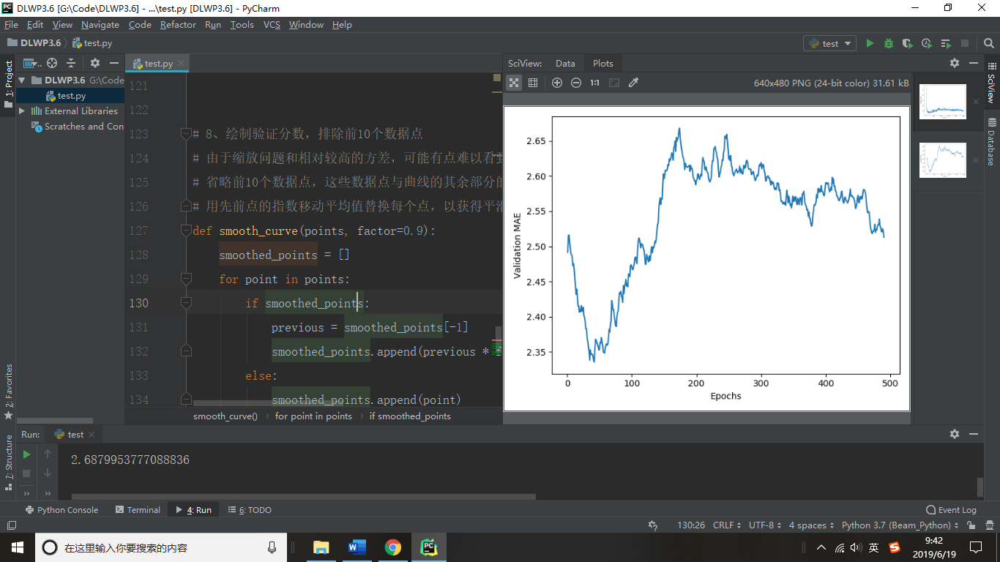 DLWP3.6 [G:\Code\DLWP3.6] - ...\test.py [DLWP3.6] - PyCharm
File Edit View Navigate Code Refactor Run Tools VCS Window Help
DLWP3.6 test.py
test
1: Project
DLWP3.6 G:\Code
test.py
External Libraries
Scratches and Con
test.py
121
122
123 # 8、绘制验证分数，排除前10个数据点
124 # 由于缩放问题和相对较高的方差，可能有点难以看到
125 # 省略前10个数据点，这些数据点与曲线的其余部分的
126 # 用先前点的指数移动平均值替换每个点，以获得平滑
127 def smooth_curve(points, factor=0.9):
128 smoothed_points = []
129 for point in points:
130 if smoothed_points:
131 previous = smoothed_points[-1]
132 smoothed_points.append(previous *
133 else:
134 smoothed_points.append(point)
smooth_curve() for point in points if smoothed_points
SciView: Data Plots
1:1 640x480 PNG (24-bit color) 31.61 kB
2.65
2.60
2.55
2.50
2.45
2.40
2.35
Validation MAE
0 100 200 300 400 500
Epochs
SciView
Database
2: Favorites
7: Structure
Run: test
2.6879953777088836
Python Console Terminal 4: Run 6: TODO Event Log
130:26 CRLF UTF-8 4 spaces Python 3.7 (Beam_Python)
在这里输入你要搜索的内容
英
9:42
2019/6/19